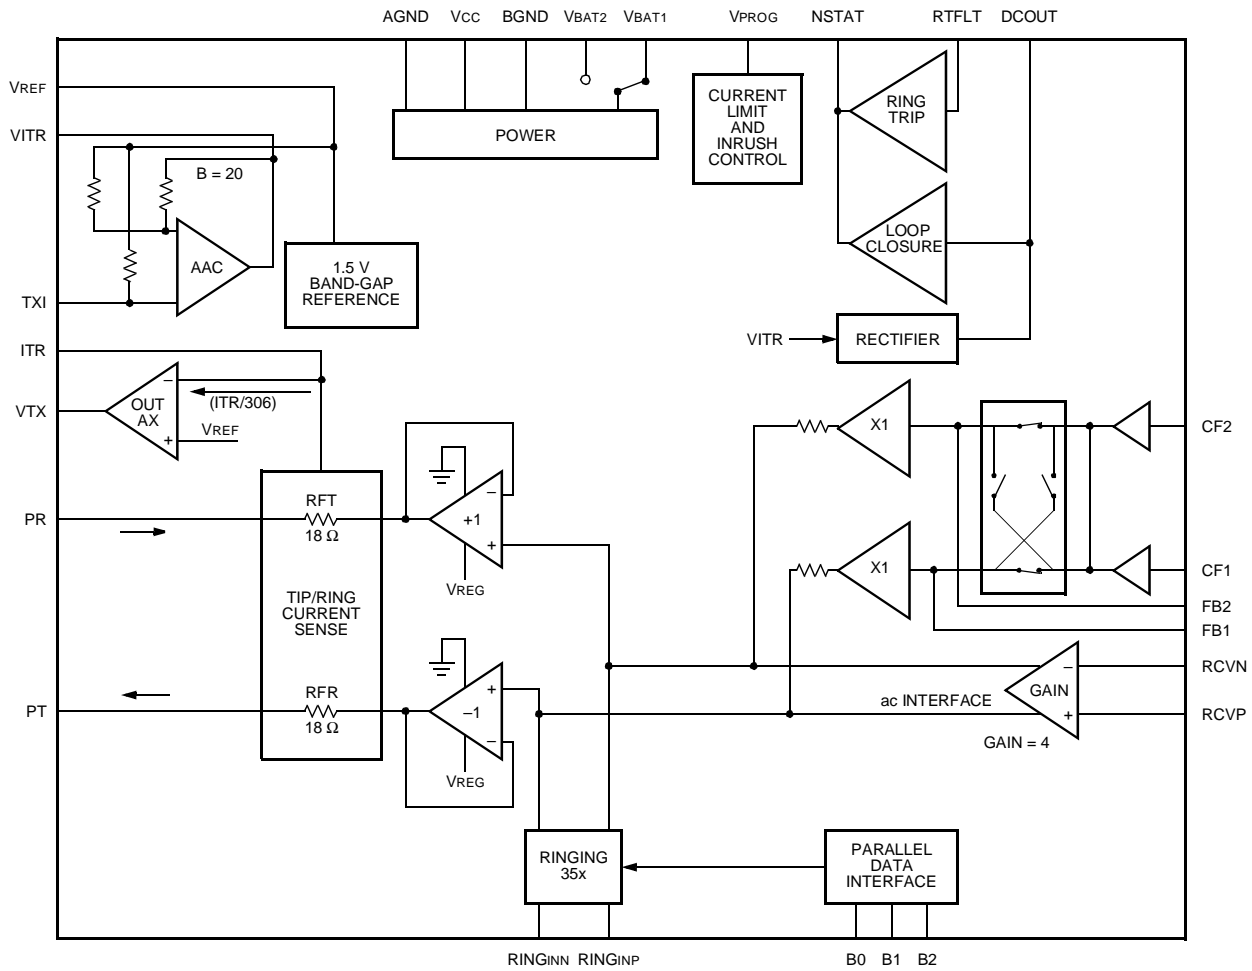 AGND VCC BGND VBAT2 VBAT1 VPROG NSTAT RTFLT DCOUT
VREF
VITR
B = 20
AAC
TXI
1.5 V
BAND-GAP
REFERENCE
POWER
CURRENT
LIMIT
AND
INRUSH
CONTROL
RING
TRIP
LOOP
CLOSURE
VITR
RECTIFIER
ITR
VTX
OUT
AX
–
+
(ITR/306)
VREF
PR
PT
RFT
18 Ω
TIP/RING
CURRENT
SENSE
RFR
18 Ω
–
+1
+
VREG
+
–1
–
VREG
X1
X1
CF2
CF1
FB2
FB1
RCVN
RCVP
–
GAIN
+
ac INTERFACE
GAIN = 4
RINGING
35x
PARALLEL
DATA
INTERFACE
RINGINN RINGINP B0 B1 B2